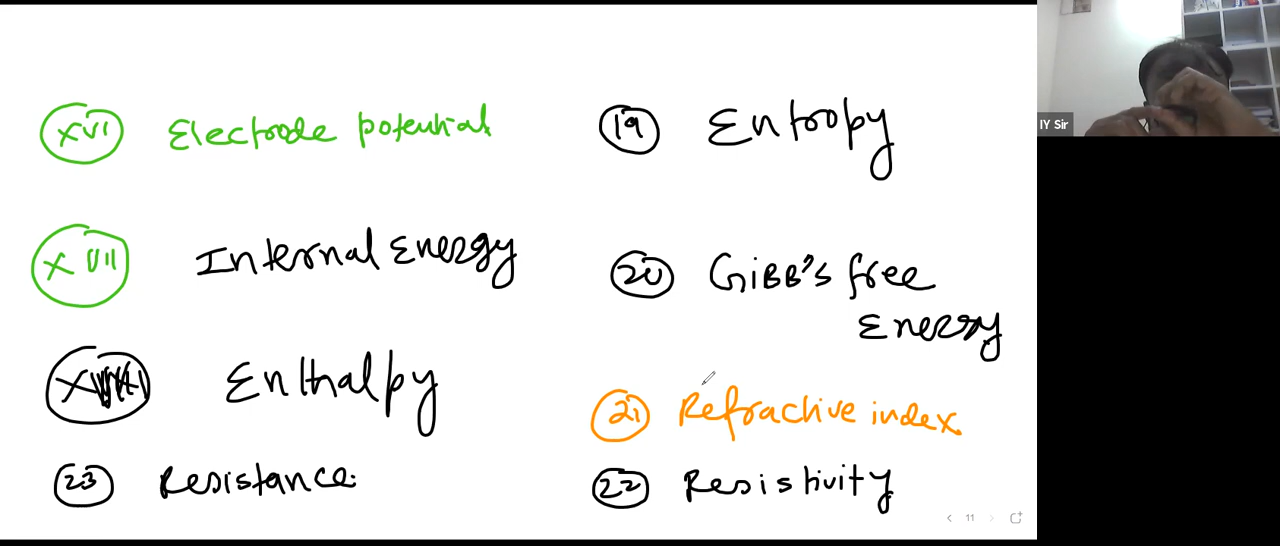 XVI Electrode potential
XVII Internal Energy
Enthalpy
23 Resistance
19 Entropy
20 GIBB's free
Energy
21 Refractive index
22 Resistivity
IY Sir
11